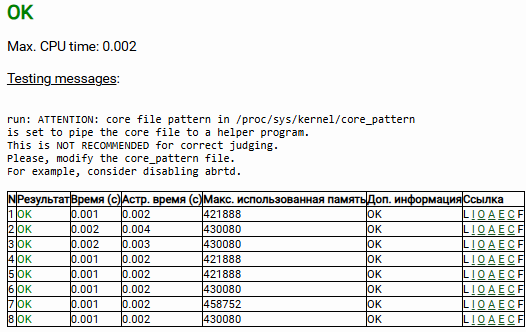 OK
Max. CPU time: 0.002
Testing messages:
run: ATTENTION: core file pattern in /proc/sys/kernel/core_pattern
is set to pipe the core file to a helper program.
This is NOT RECOMMENDED for correct judging.
Please, modify the core_pattern file.
For example, consider disabling abrtd.
N Результат Время (с) Астр. время (с) Макс. использованная память Доп. информация Ссылка
1 OK 0.001 0.002 421888 OK L I O A E C F
2 OK 0.002 0.004 430080 OK L I O A E C F
3 OK 0.002 0.003 430080 OK L I O A E C F
4 OK 0.001 0.002 421888 OK L I O A E C F
5 OK 0.001 0.002 421888 OK L I O A E C F
6 OK 0.001 0.002 430080 OK L I O A E C F
7 OK 0.001 0.002 458752 OK L I O A E C F
8 OK 0.001 0.002 430080 OK L I O A E C F